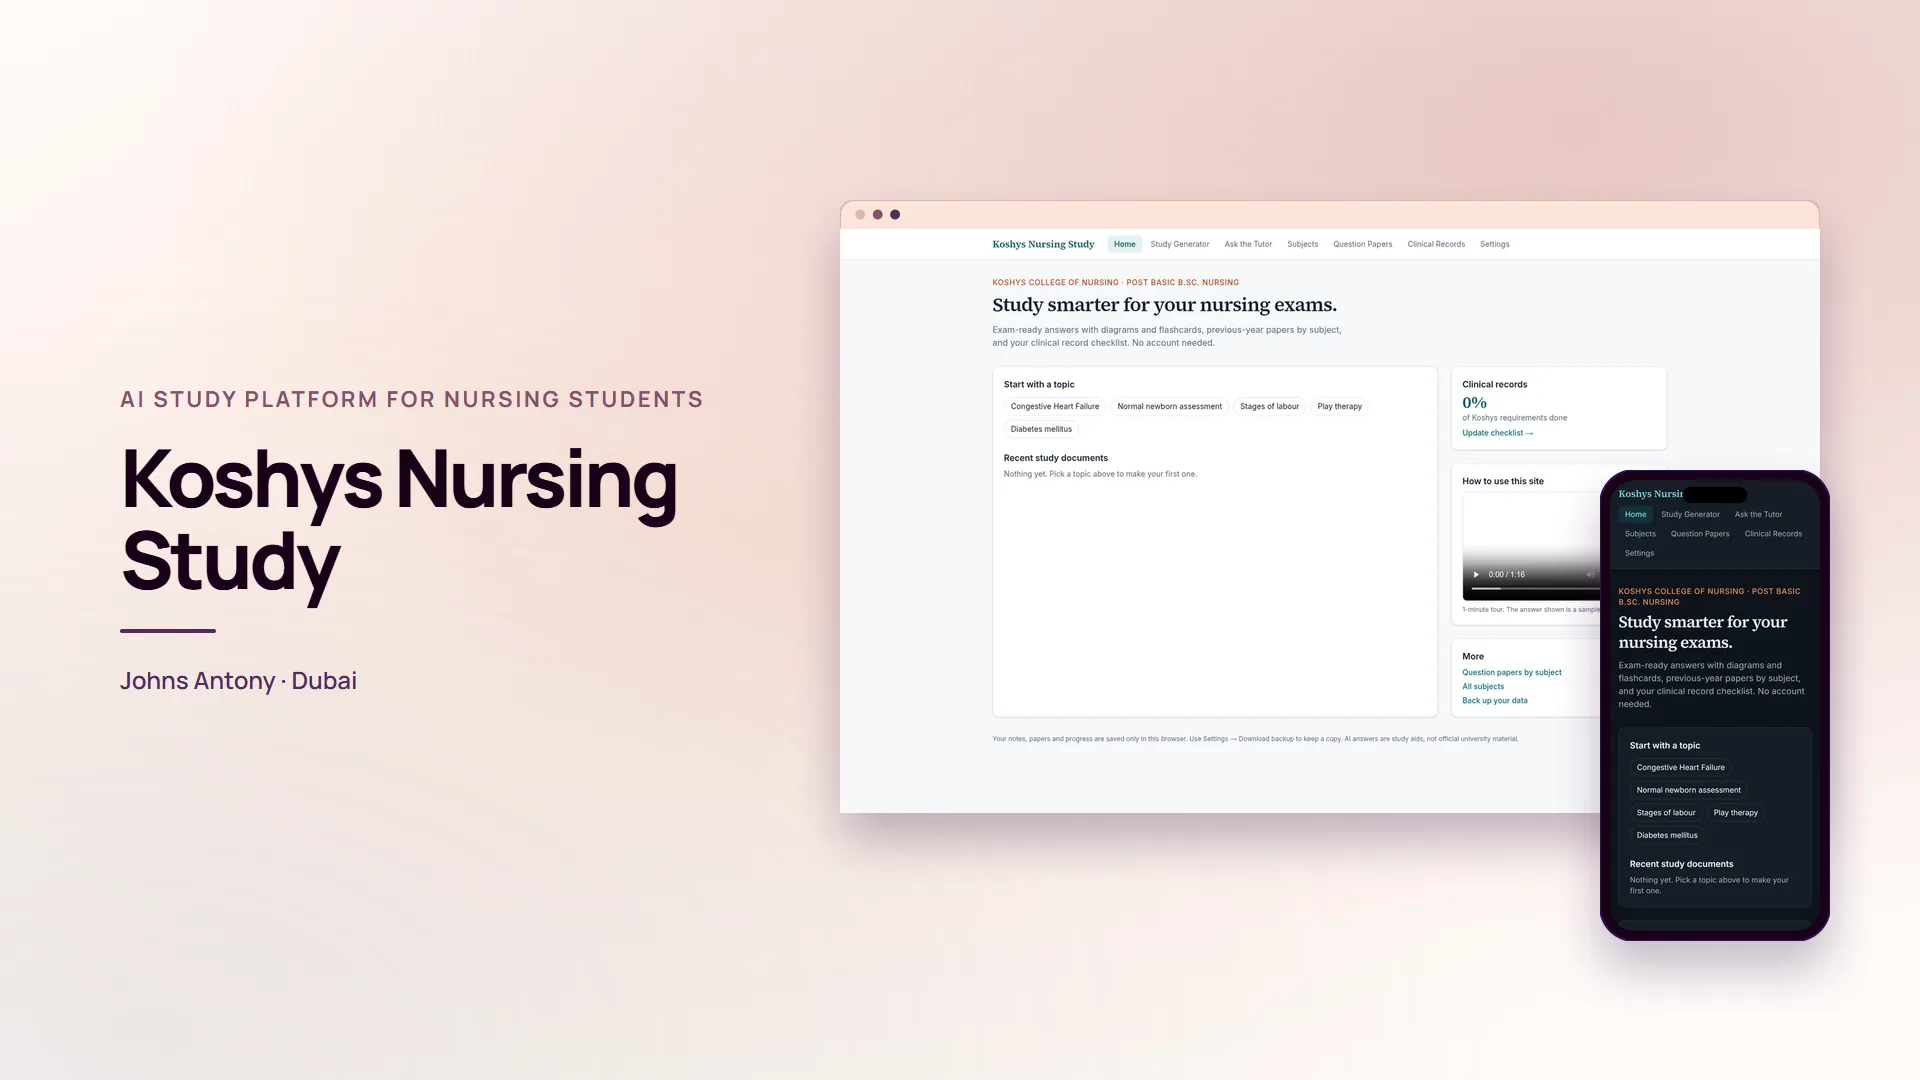 AI STUDY PLATFORM FOR NURSING STUDENTS
Koshys Nursing
Study
Johns Antony · Dubai
Koshys Nursing Study
Home
Study Generator
Ask the Tutor
Subjects
Question Papers
Clinical Records
Settings
KOSHYS COLLEGE OF NURSING · POST BASIC B.SC. NURSING
Study smarter for your nursing exams.
Exam-ready answers with diagrams and flashcards, previous-year papers by subject,
and your clinical record checklist. No account needed.
Start with a topic
Congestive Heart Failure
Normal newborn assessment
Stages of labour
Play therapy
Diabetes mellitus
Recent study documents
Nothing yet. Pick a topic above to make your first one.
Clinical records
0%
of Koshys requirements done
Update checklist →
How to use this site
0:00 / 1:16
1-minute tour. The answer shown is a sample
More
Question papers by subject
All subjects
Back up your data
Your notes, papers and progress are saved only in this browser. Use Settings → Download backup to keep a copy. AI answers are study aids, not official university material.
Koshys Nursin
Home
Study Generator
Ask the Tutor
Subjects
Question Papers
Clinical Records
Settings
KOSHYS COLLEGE OF NURSING · POST BASIC
B.SC. NURSING
Study smarter for your
nursing exams.
Exam-ready answers with diagrams and
flashcards, previous-year papers by subject,
and your clinical record checklist. No account
needed.
Start with a topic
Congestive Heart Failure
Normal newborn assessment
Stages of labour
Play therapy
Diabetes mellitus
Recent study documents
Nothing yet. Pick a topic above to make your
first one.